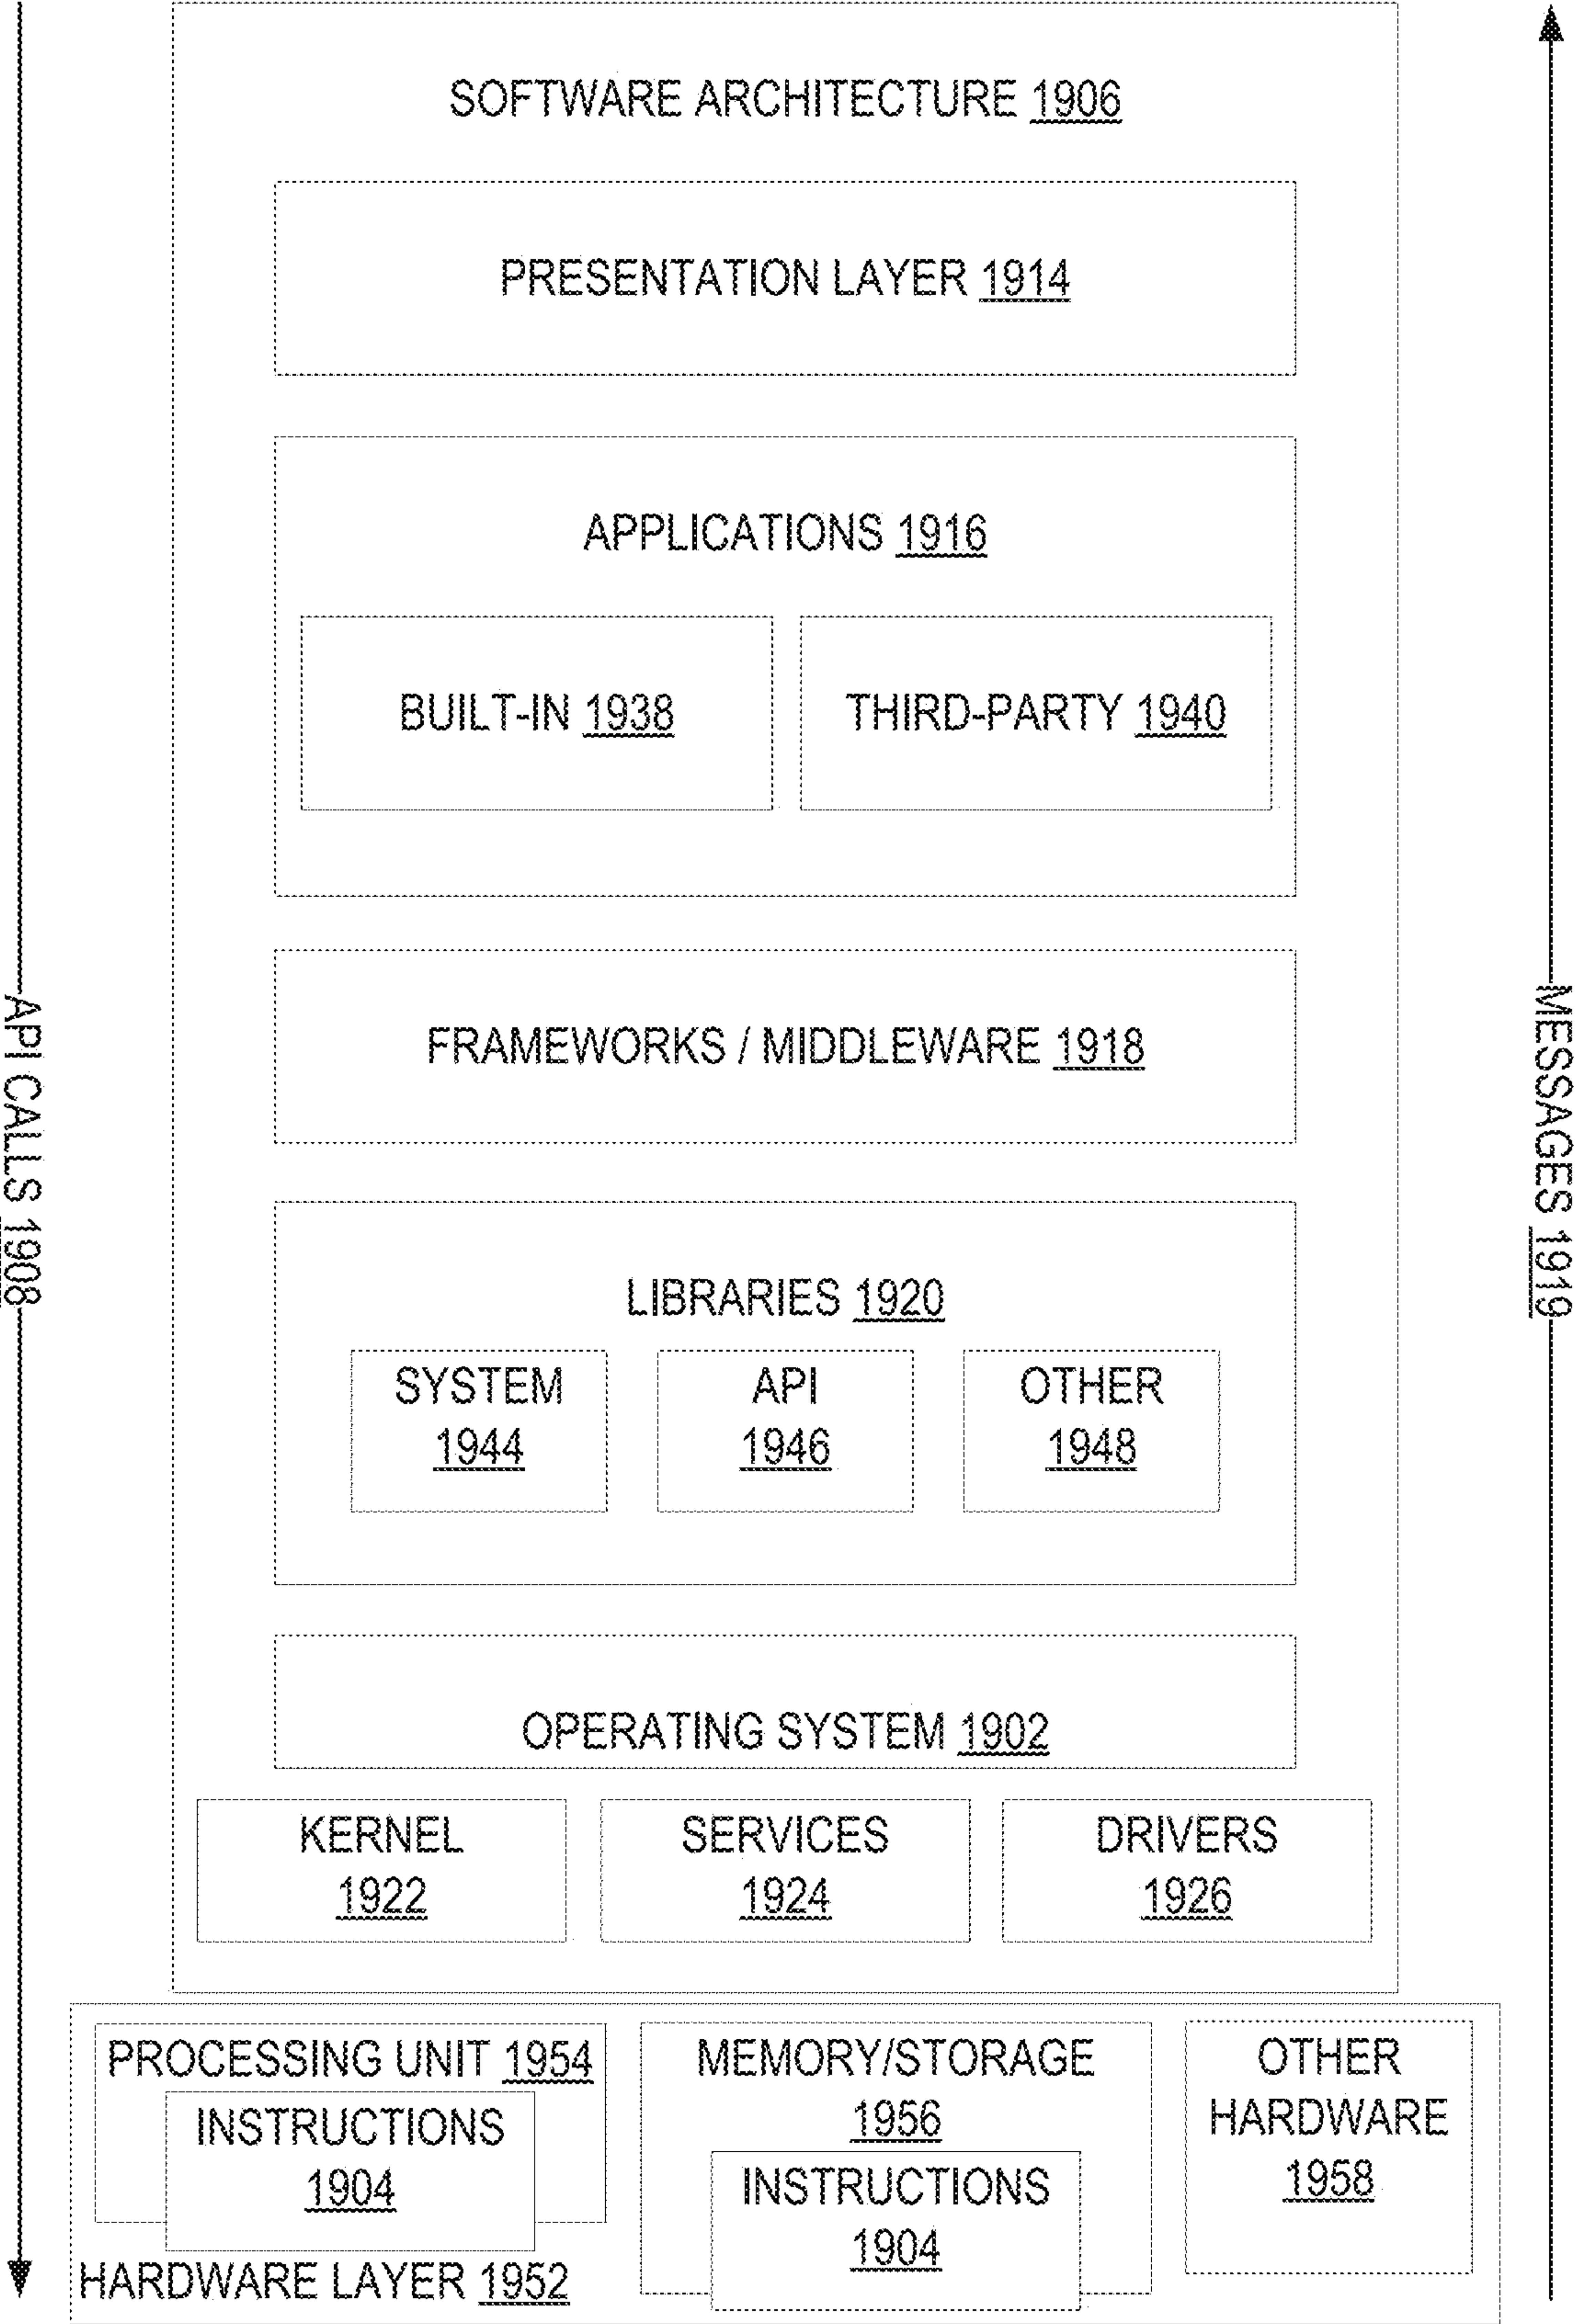 SOFTWARE ARCHITECTURE 1906
PRESENTATION LAYER 1914
APPLICATIONS 1916
BUILT-IN 1938
THIRD-PARTY 1940
FRAMEWORKS / MIDDLEWARE 1918
API CALLS 1908
MESSAGES 1919
LIBRARIES 1920
SYSTEM
1944
API
1946
OTHER
1948
OPERATING SYSTEM 1902
KERNEL
1922
SERVICES
1924
DRIVERS
1926
PROCESSING UNIT 1954
INSTRUCTIONS
1904
MEMORY/STORAGE
1956
INSTRUCTIONS
1904
OTHER
HARDWARE
1958
HARDWARE LAYER 1952